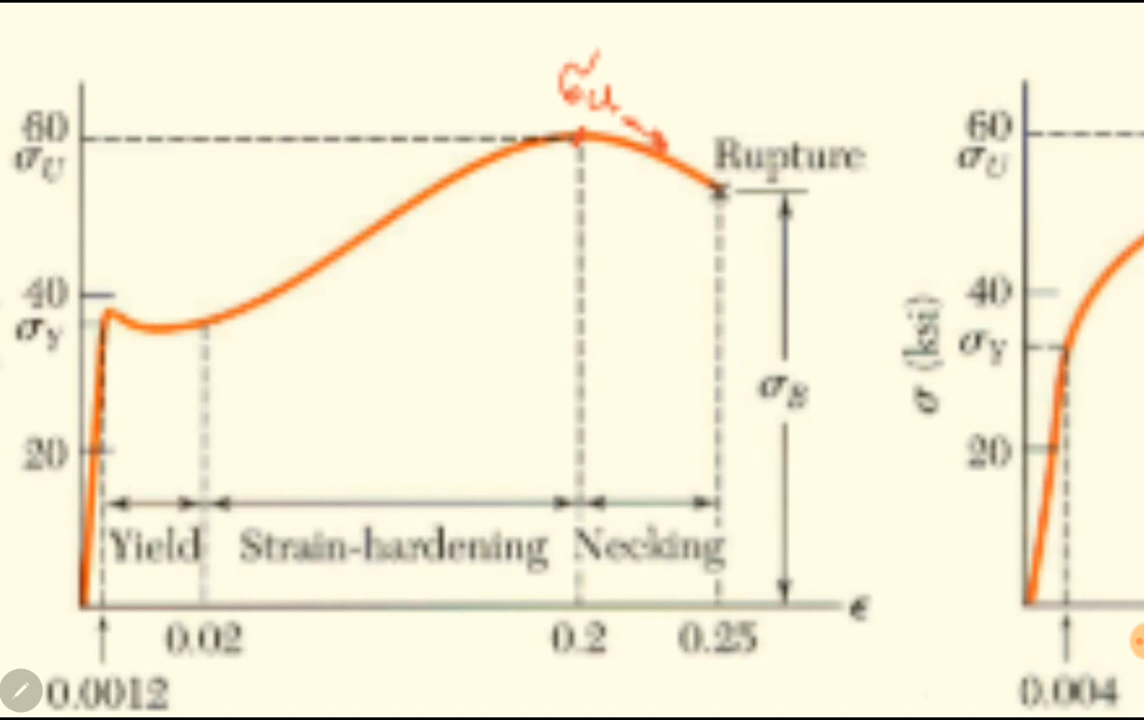 σu
60
σU
Rupture
40
σY
σB
20
Yield
Strain-hardening
Necking
ϵ
0.02
0.2
0.25
0.0012
60
σU
40
σY
σ (ksi)
20
0.004